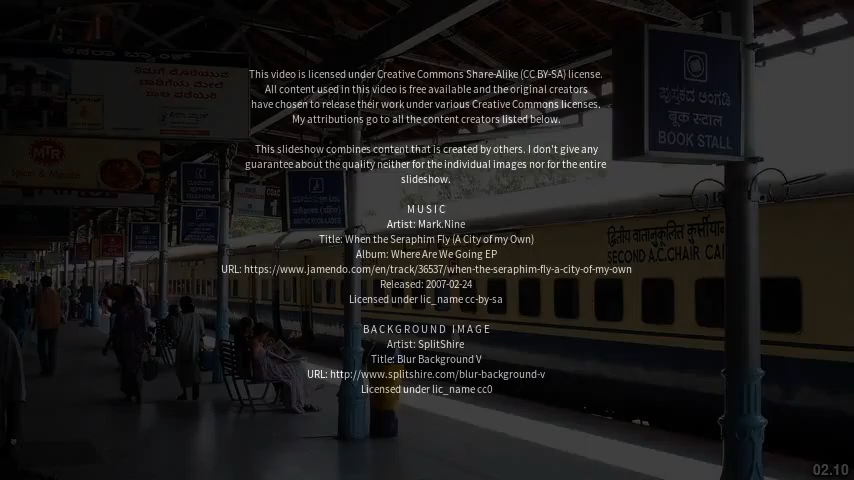 ಕೆನರಾ ಬ್ಯಾಂಕ್
MTR
Spice & Masala
ಪುಸ್ತಕದ ಅಂಗಡಿ
बुक स्टाल
BOOK STALL
द्वितीय वातानुकूलित कुर्सीयान
SECOND A.C.CHAIR CAR
This video is licensed under Creative Commons Share-Alike (CC BY-SA) license.
All content used in this video is free available and the original creators
have chosen to release their work under various Creative Commons licenses.
My attributions go to all the content creators listed below.
This slideshow combines content that is created by others. I don't give any
guarantee about the quality neither for the individual images nor for the entire
slideshow.
MUSIC
Artist: Mark.Nine
Title: When the Seraphim Fly (A City of my Own)
Album: Where Are We Going EP
URL: https://www.jamendo.com/en/track/36537/when-the-seraphim-fly-a-city-of-my-own
Released: 2007-02-24
Licensed under lic_name cc-by-sa
BACKGROUND IMAGE
Artist: SplitShire
Title: Blur Background V
URL: http://www.splitshire.com/blur-background-v
Licensed under lic_name cc0
02.10